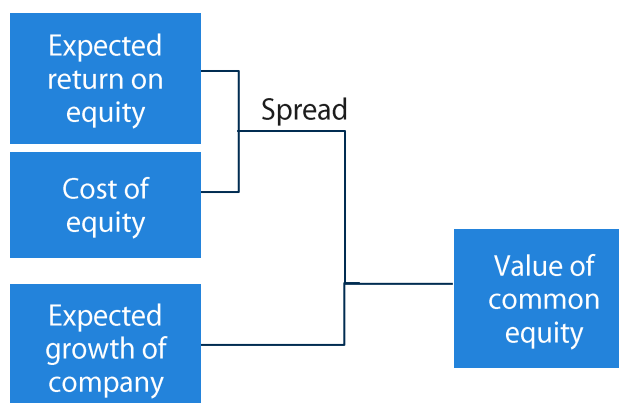 Expected
return on
equity
Spread
Cost of
equity
Expected
growth of
company
Value of
common
equity